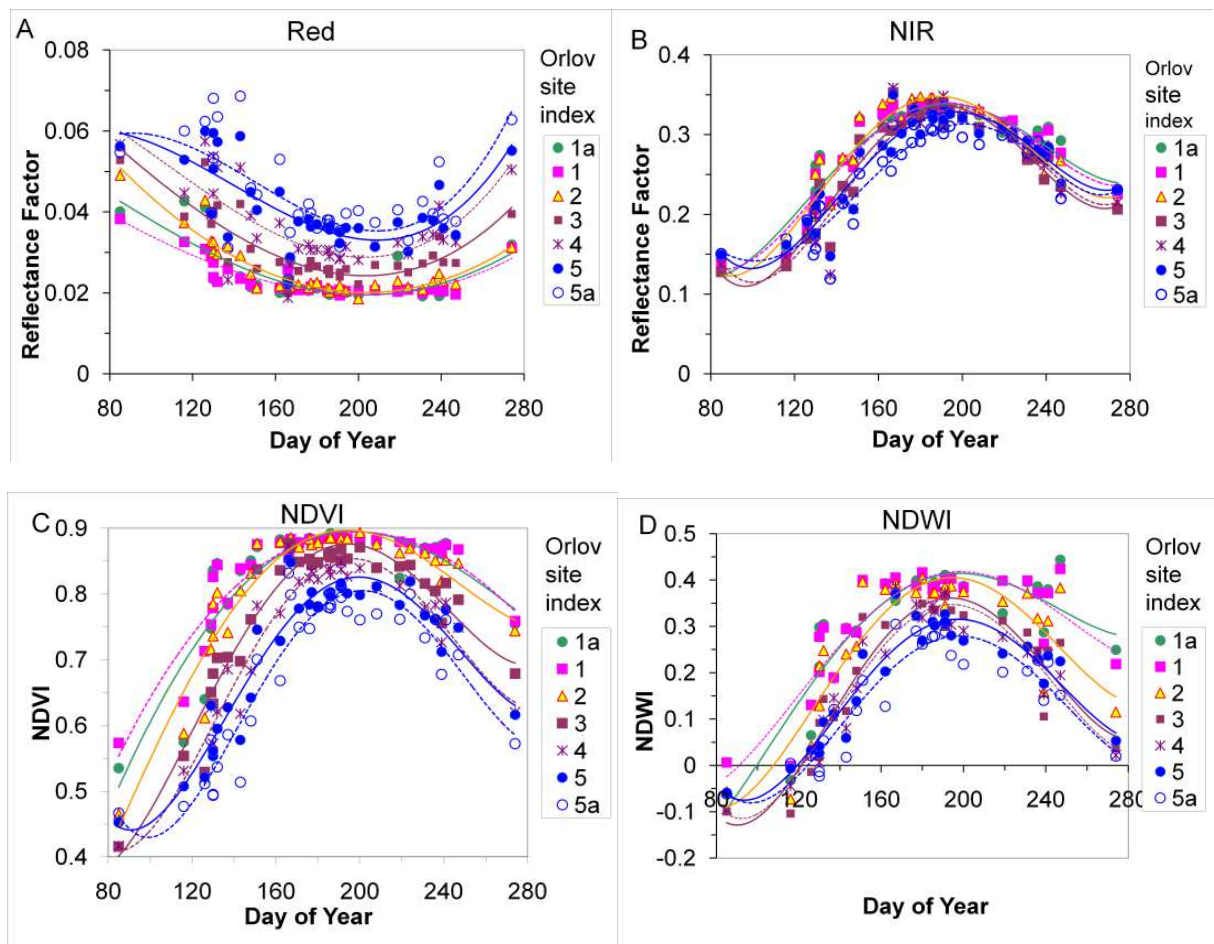 A
Red
0.08
0.06
0.04
0.02
0
Reflectance Factor
80 120 160 200 240 280
Day of Year
Orlov
site
index
1a
1
2
3
4
5
5a
B
NIR
0.4
0.3
0.2
0.1
0
Reflectance Factor
80 120 160 200 240 280
Day of Year
Orlov
site
index
1a
1
2
3
4
5
5a
C
NDVI
0.9
0.8
0.7
0.6
0.5
0.4
NDVI
80 120 160 200 240 280
Day of Year
Orlov
site
index
1a
1
2
3
4
5
5a
D
NDWI
0.5
0.4
0.3
0.2
0.1
0
-0.1
-0.2
NDWI
80 120 160 200 240 280
Day of Year
Orlov
site
index
1a
1
2
3
4
5
5a